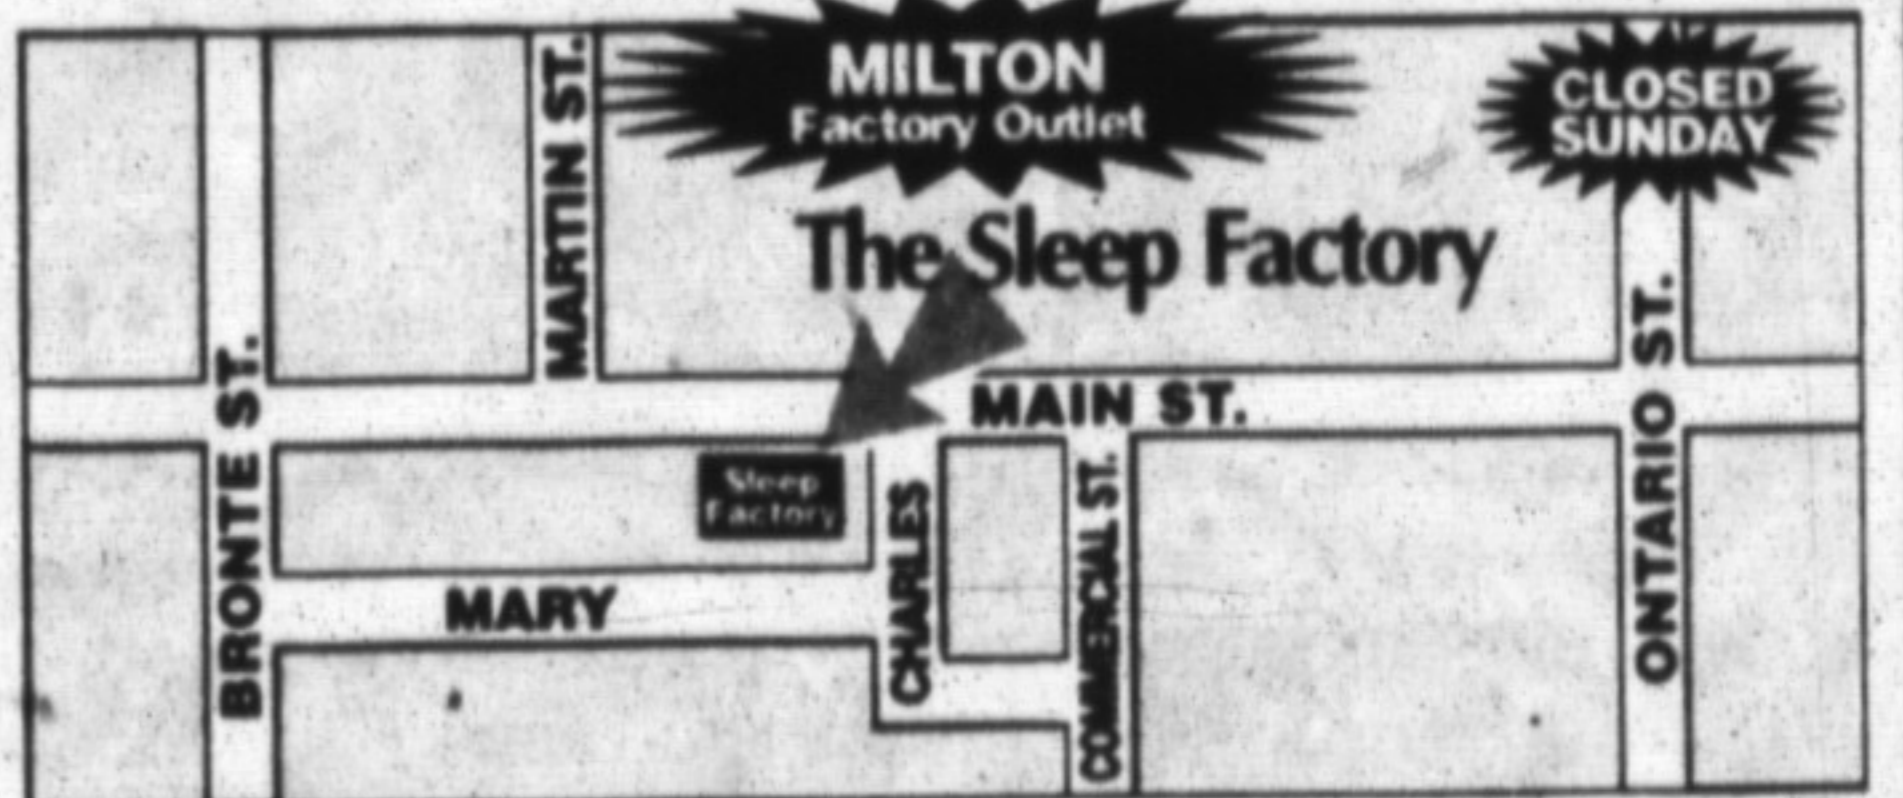 MILTON
Factory Outlet
CLOSED
SUNDAY
MARTIN ST.
The Sleep Factory
BRONTE ST.
MAIN ST.
ONTARIO ST.
Sleep
Factory
CHARLES
COMMERCIAL ST.
MARY